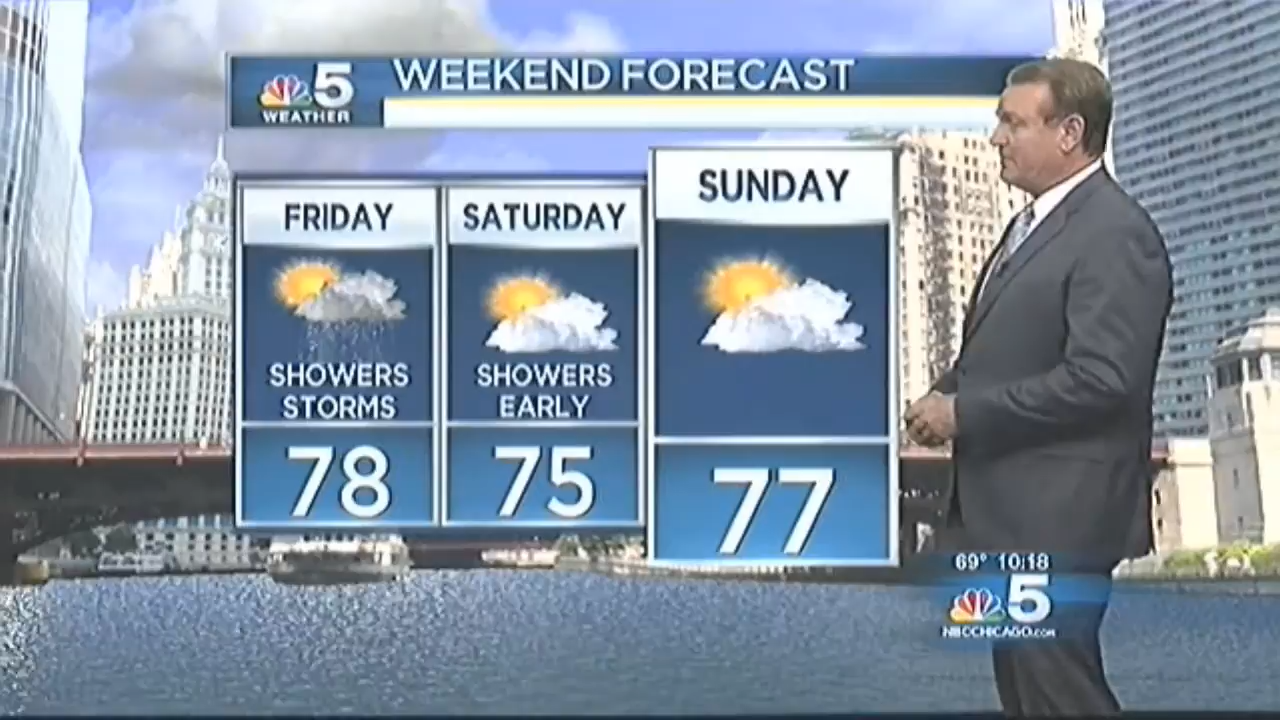 5 WEEKEND FORECAST
WEATHER
FRIDAY
SHOWERS
STORMS
78
SATURDAY
SHOWERS
EARLY
75
SUNDAY
77
69° 10:18
5
NBCCHICAGO.COM